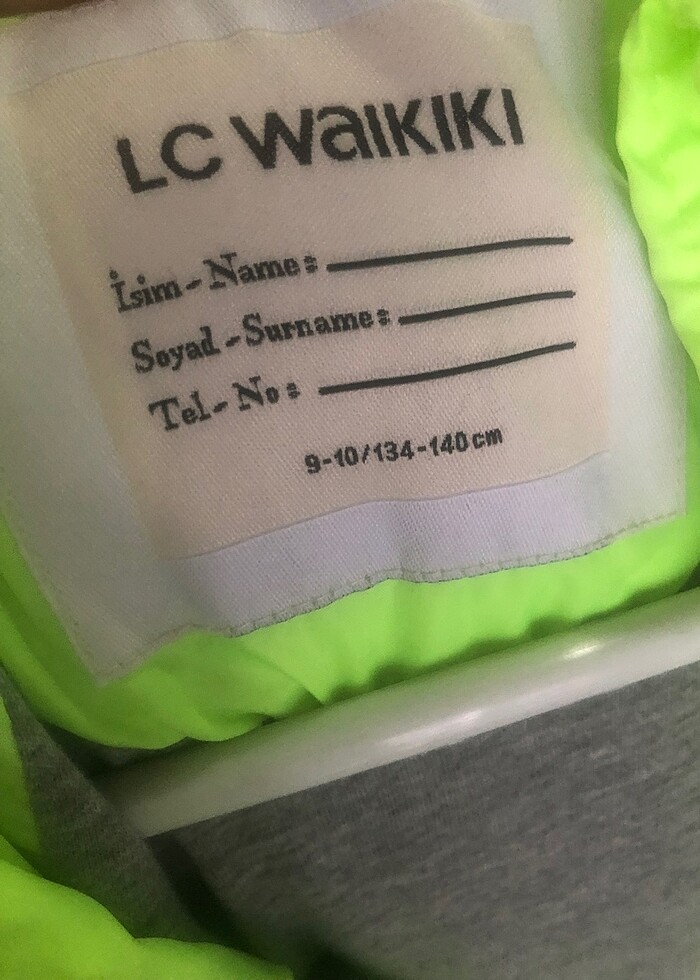 LC WaiKiKi
İsim-Name:
Soyad-Surname:
Tel-No:
9-10/134-140cm